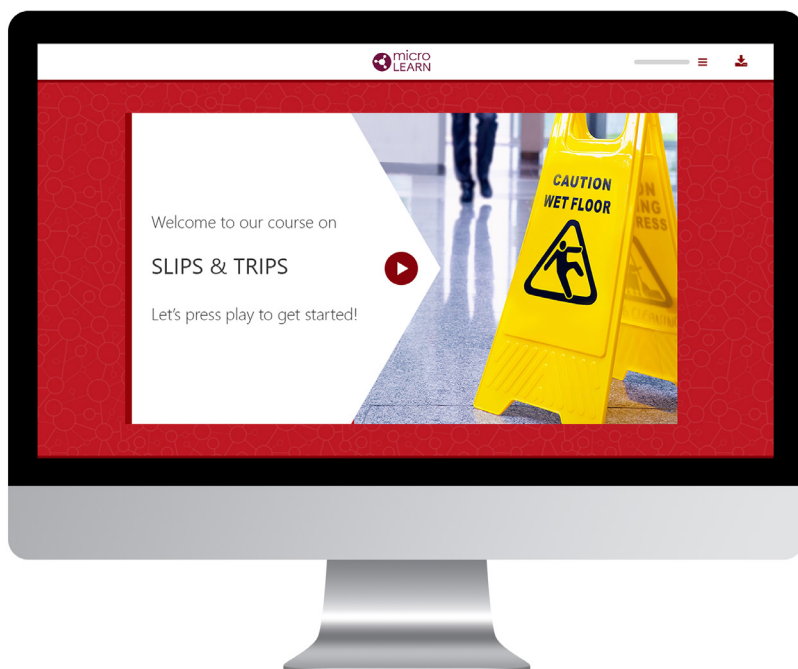 micro
LEARN
Welcome to our course on
SLIPS & TRIPS
Let's press play to get started!
CAUTION
WET FLOOR